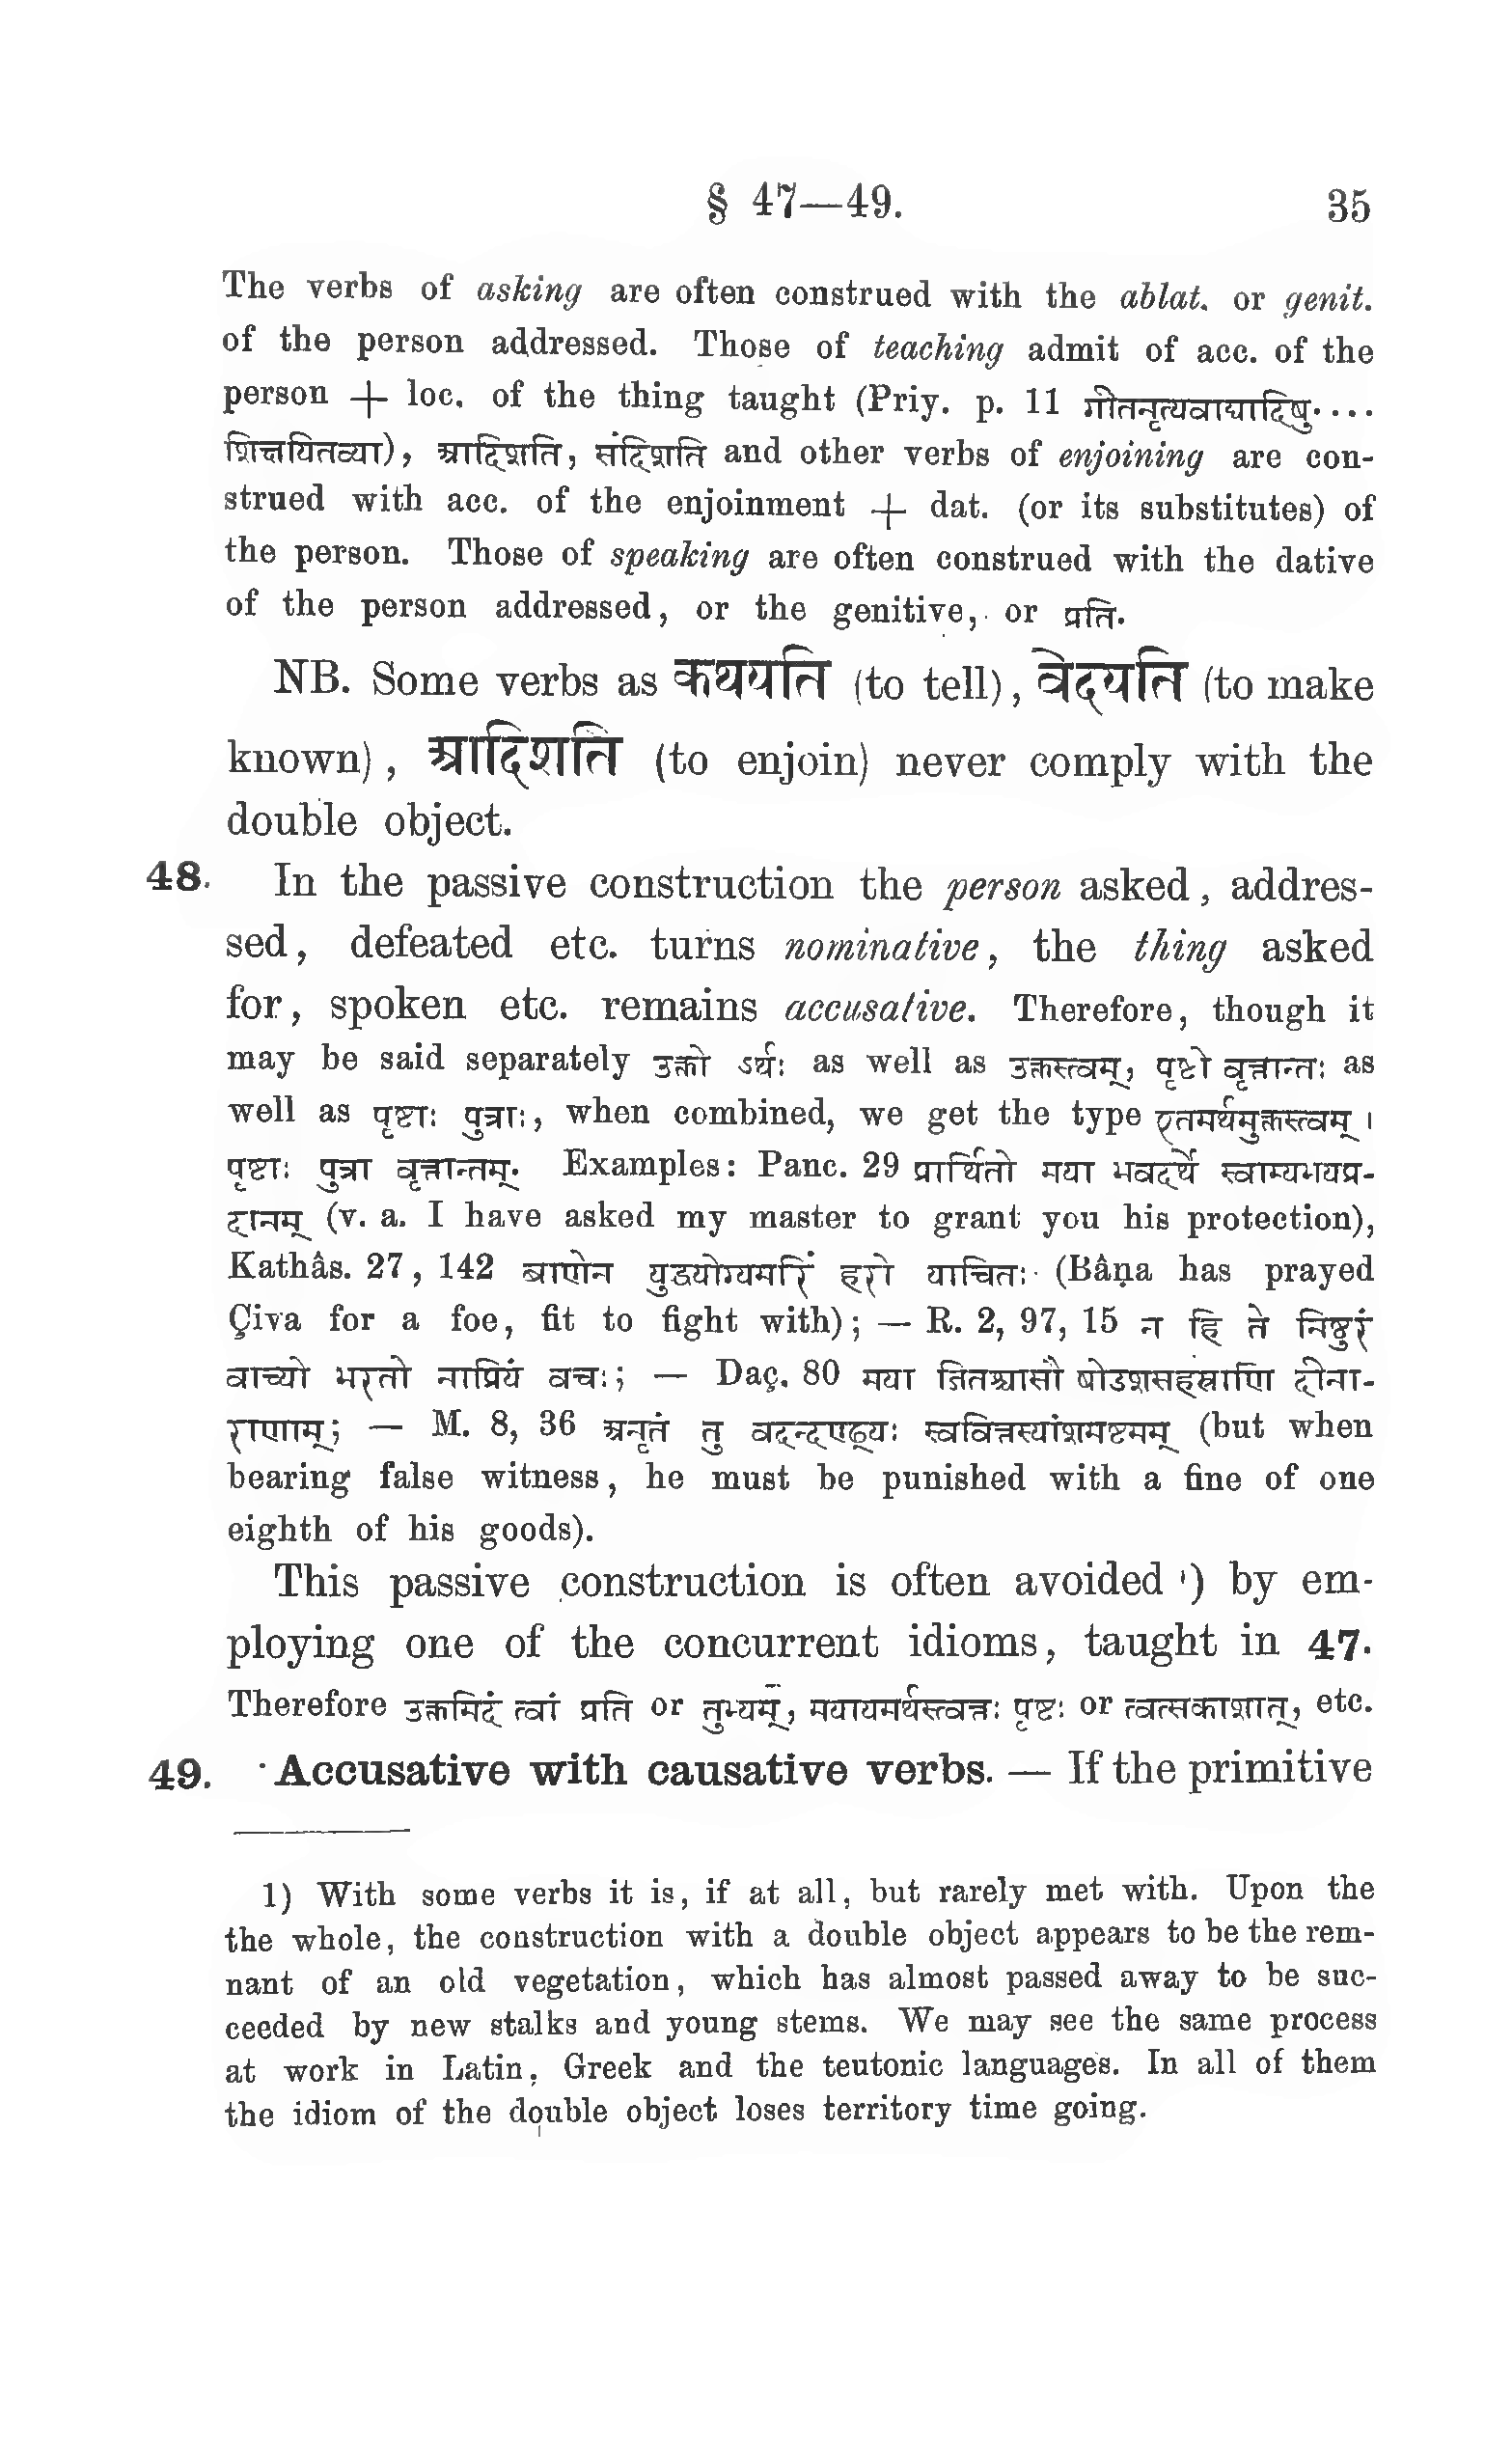 § 47—49. 35
The verbs of asking are often construed with the ablat. or genit.
of the person addressed. Those of teaching admit of acc. of the
person + loc. of the thing taught (Priy. p. 11 गीतनृत्यवाद्यादिषु....
शिक्षयितव्या), आदिशति, संदिशति and other verbs of enjoining are con-
strued with acc. of the enjoinment + dat. (or its substitutes) of
the person. Those of speaking are often construed with the dative
of the person addressed, or the genitive, or प्रति.
NB. Some verbs as कथयति (to tell), वेदयति (to make
known), आदिशति (to enjoin) never comply with the
double object.
48. In the passive construction the person asked, addres-
sed, defeated etc. turns nominative, the thing asked
for, spoken etc. remains accusative. Therefore, though it
may be said separately उक्तो ऽर्थः as well as उक्तस्त्वम्, पृष्टो वृत्तान्तः as
well as पृष्टाः पुत्राः, when combined, we get the type एतमर्थमुक्तस्त्वम् ।
पृष्टाः पुत्रा वृत्तान्तम्. Examples: Panc. 29 प्रार्थितो मया भवदर्थे स्वाम्यभयप्र-
दानम् (v. a. I have asked my master to grant you his protection),
Kathâs. 27, 142 बाणेन युद्धयोग्यमरिं हरो याचितः (Bâṇa has prayed
Çiva for a foe, fit to fight with); — R. 2, 97, 15 न हि ते निष्ठुरं
वाच्यो भरतो नाप्रियं वचः; — Daç. 80 मया जितश्चासौ षोडशसहस्राणि दीना-
राणाम्; — M. 8, 36 अनृतं तु वदन्दण्ड्यः स्ववित्तस्यांशमष्टमम् (but when
bearing false witness, he must be punished with a fine of one
eighth of his goods).
This passive construction is often avoided ¹) by em-
ploying one of the concurrent idioms, taught in 47.
Therefore उक्तमिदं त्वां प्रति or तुभ्यम्, मयायमर्थस्त्वत्तः पृष्टः or त्वत्सकाशात्, etc.
49. Accusative with causative verbs. — If the primitive
1) With some verbs it is, if at all, but rarely met with. Upon the
the whole, the construction with a double object appears to be the rem-
nant of an old vegetation, which has almost passed away to be suc-
ceeded by new stalks and young stems. We may see the same process
at work in Latin, Greek and the teutonic languages. In all of them
the idiom of the double object loses territory time going.